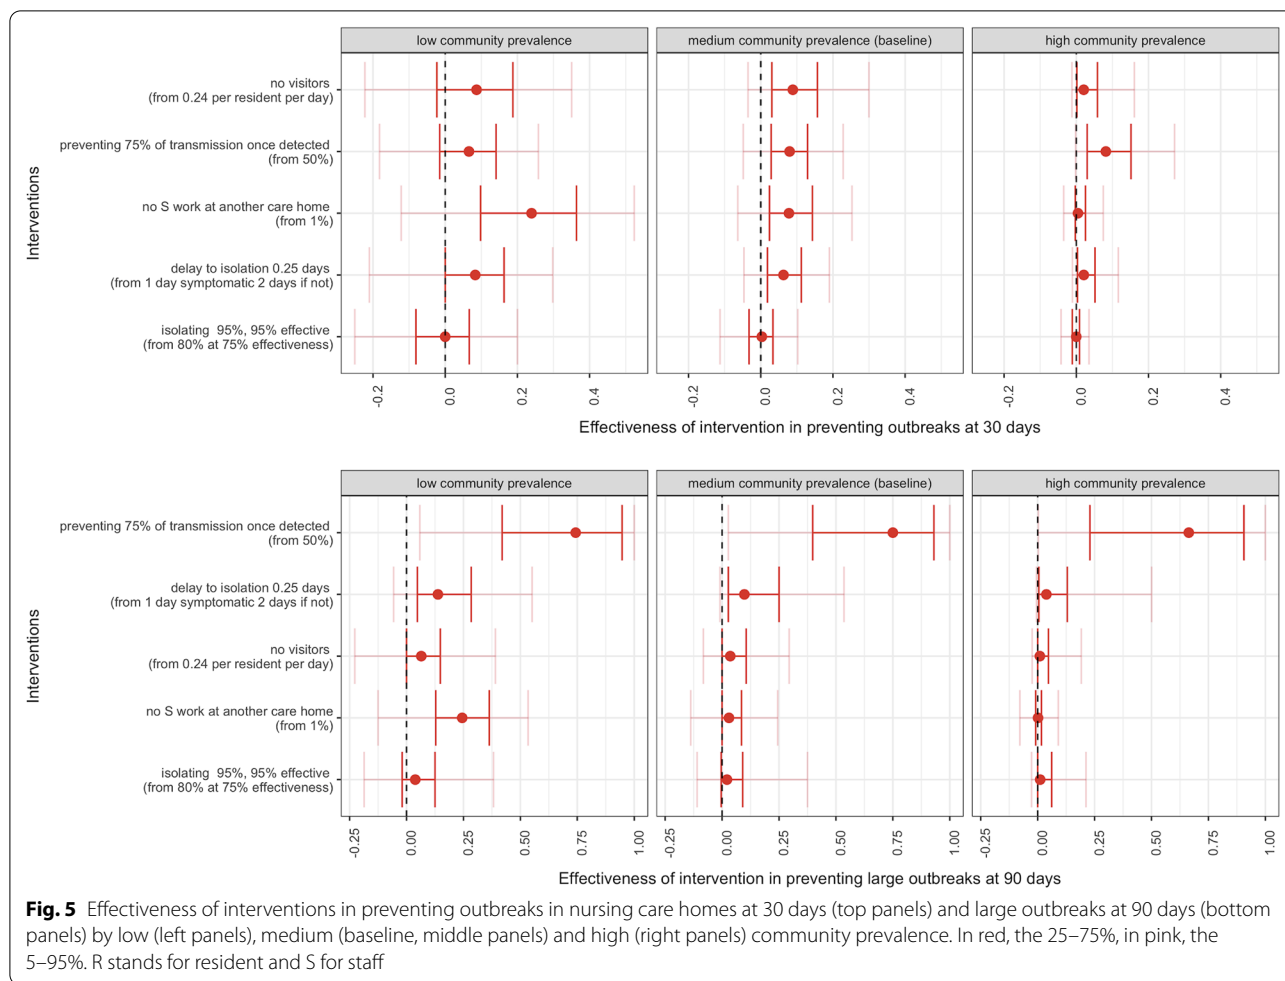 low community prevalence
medium community prevalence (baseline)
high community prevalence
Interventions
no visitors
(from 0.24 per resident per day)
preventing 75% of transmission once detected
(from 50%)
no S work at another care home
(from 1%)
delay to isolation 0.25 days
(from 1 day symptomatic 2 days if not)
isolating 95%, 95% effective
(from 80% at 75% effectiveness)
-0.2 0.0 0.2 0.4
-0.2 0.0 0.2 0.4
-0.2 0.0 0.2 0.4
Effectiveness of intervention in preventing outbreaks at 30 days
low community prevalence
medium community prevalence (baseline)
high community prevalence
Interventions
preventing 75% of transmission once detected
(from 50%)
delay to isolation 0.25 days
(from 1 day symptomatic 2 days if not)
no visitors
(from 0.24 per resident per day)
no S work at another care home
(from 1%)
isolating 95%, 95% effective
(from 80% at 75% effectiveness)
-0.25 0.00 0.25 0.50 0.75 1.00
-0.25 0.00 0.25 0.50 0.75 1.00
-0.25 0.00 0.25 0.50 0.75 1.00
Effectiveness of intervention in preventing large outbreaks at 90 days
Fig. 5 Effectiveness of interventions in preventing outbreaks in nursing care homes at 30 days (top panels) and large outbreaks at 90 days (bottom
panels) by low (left panels), medium (baseline, middle panels) and high (right panels) community prevalence. In red, the 25–75%, in pink, the
5–95%. R stands for resident and S for staff